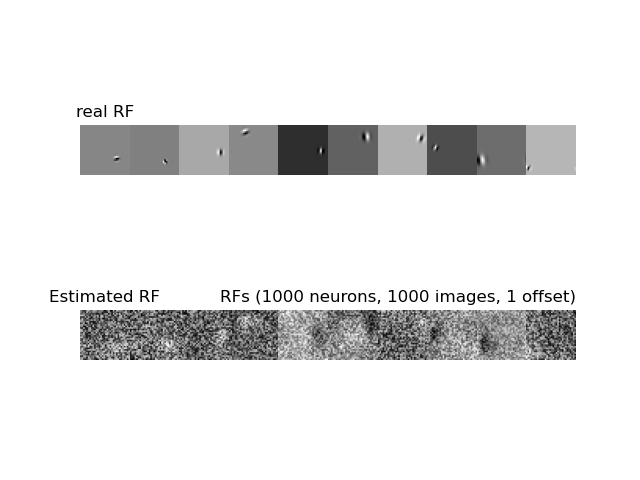 real RF
Estimated RF
RFs (1000 neurons, 1000 images, 1 offset)